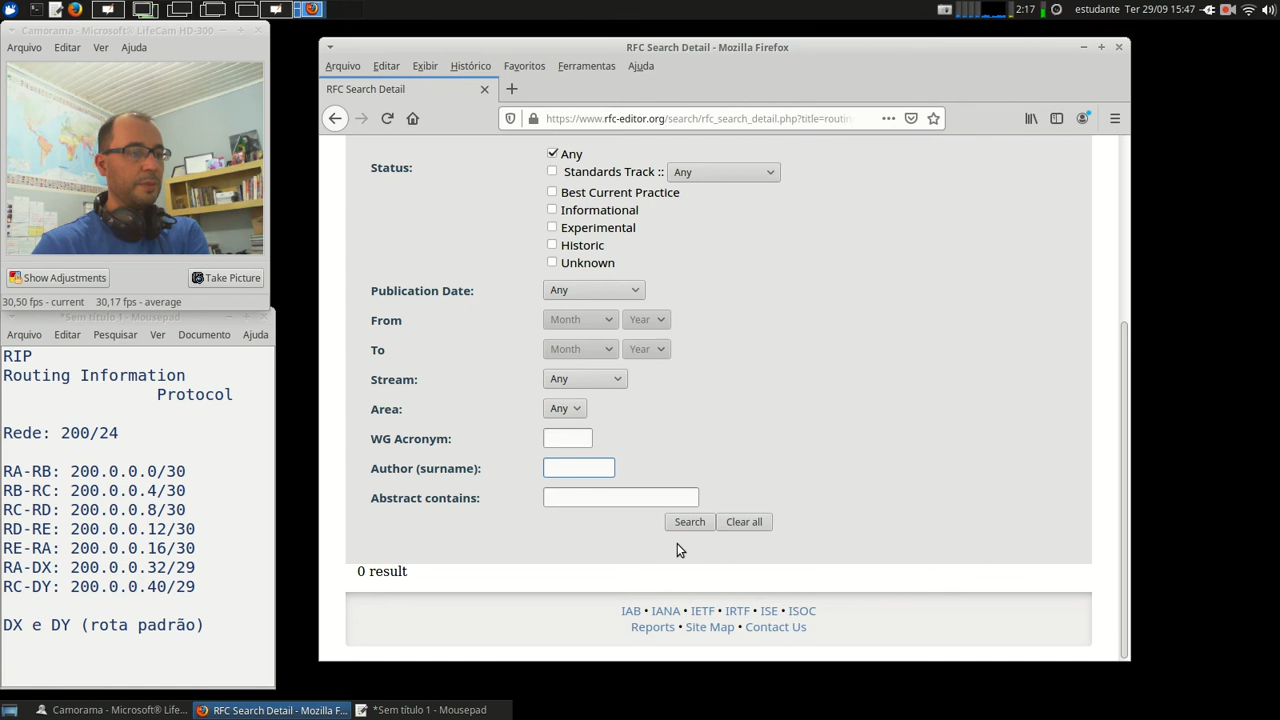 2:17
estudante Ter 29/09 15:47
Camorama - Microsoft® LifeCam HD-300
Arquivo Editar Ver Ajuda
Show Adjustments Take Picture
30,50 fps - current 30,17 fps - average
*Sem título 1 - Mousepad
Arquivo Editar Pesquisar Ver Documento Ajuda
RIP
Routing Information
Protocol
Rede: 200/24
RA-RB: 200.0.0.0/30
RB-RC: 200.0.0.4/30
RC-RD: 200.0.0.8/30
RD-RE: 200.0.0.12/30
RE-RA: 200.0.0.16/30
RA-DX: 200.0.0.32/29
RC-DY: 200.0.0.40/29
DX e DY (rota padrão)
RFC Search Detail - Mozilla Firefox
Arquivo Editar Exibir Histórico Favoritos Ferramentas Ajuda
RFC Search Detail
https://www.rfc-editor.org/search/rfc_search_detail.php?title=routin
Status:
Any
Standards Track :: Any
Best Current Practice
Informational
Experimental
Historic
Unknown
Publication Date: Any
From Month Year
To Month Year
Stream: Any
Area: Any
WG Acronym:
Author (surname):
Abstract contains:
Search Clear all
0 result
IAB • IANA • IETF • IRTF • ISE • ISOC
Reports • Site Map • Contact Us
Camorama - Microsoft® LifeC... RFC Search Detail - Mozilla F... *Sem título 1 - Mousepad